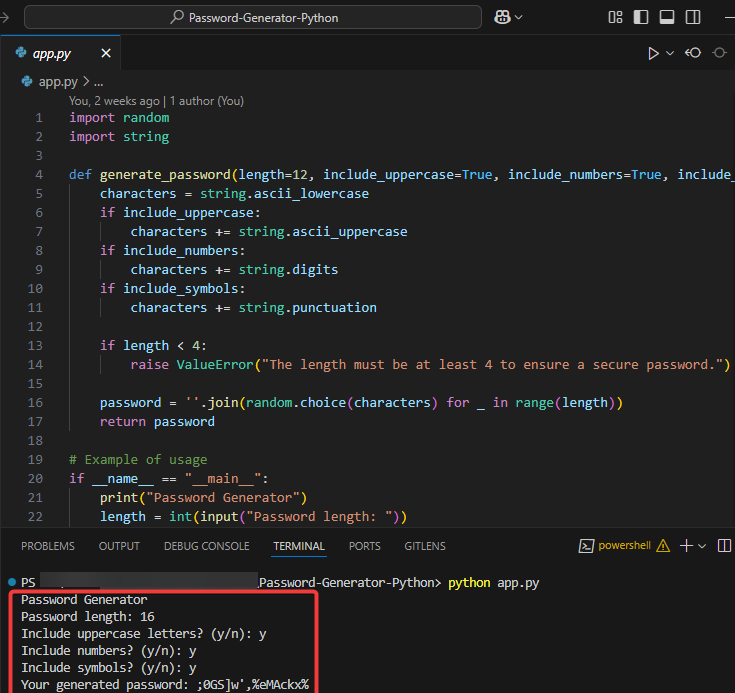 Password-Generator-Python
app.py
app.py > ...
You, 2 weeks ago | 1 author (You)
1 import random
2 import string
3
4 def generate_password(length=12, include_uppercase=True, include_numbers=True, include_
5 characters = string.ascii_lowercase
6 if include_uppercase:
7 characters += string.ascii_uppercase
8 if include_numbers:
9 characters += string.digits
10 if include_symbols:
11 characters += string.punctuation
12
13 if length < 4:
14 raise ValueError("The length must be at least 4 to ensure a secure password.")
15
16 password = ''.join(random.choice(characters) for _ in range(length))
17 return password
18
19 # Example of usage
20 if __name__ == "__main__":
21 print("Password Generator")
22 length = int(input("Password length: "))
PROBLEMS OUTPUT DEBUG CONSOLE TERMINAL PORTS GITLENS powershell
PS \Password-Generator-Python> python app.py
Password Generator
Password length: 16
Include uppercase letters? (y/n): y
Include numbers? (y/n): y
Include symbols? (y/n): y
Your generated password: ;0GS]w',%eMAckx%